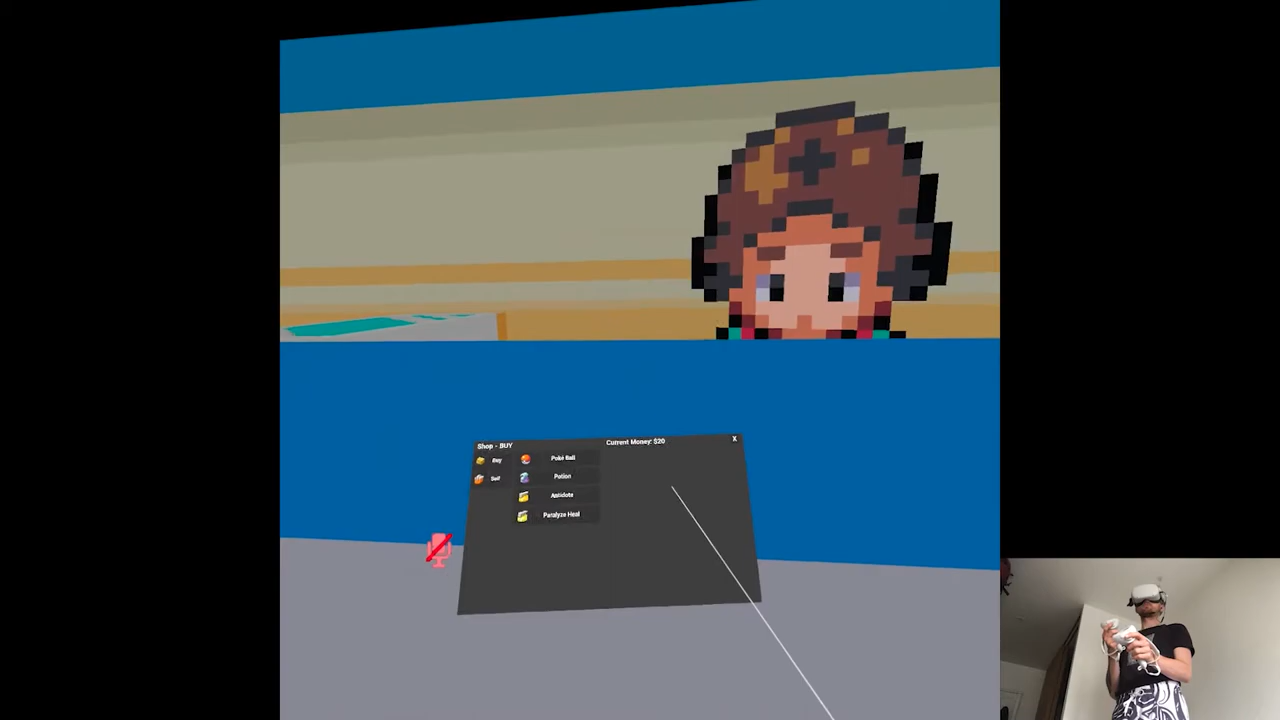 Shop - BUY
Current Money: $20
X
Buy
Sell
Poké Ball
Potion
Antidote
Paralyze Heal